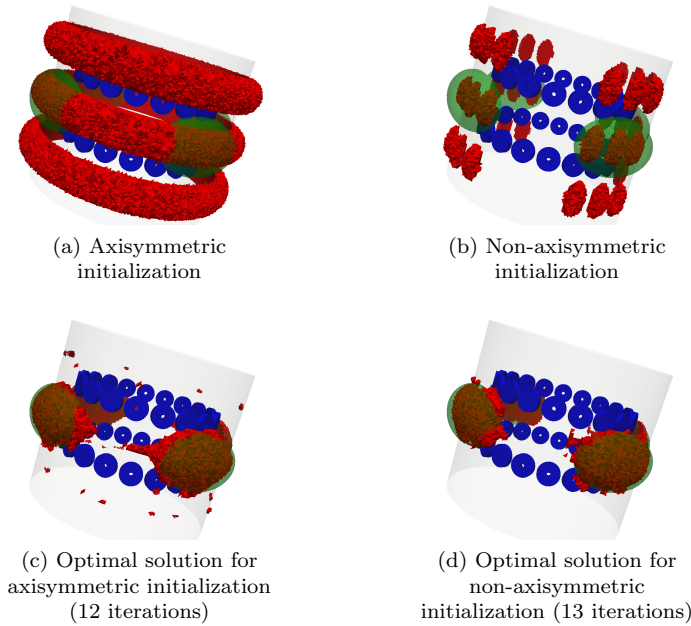 (a) Axisymmetric
initialization
(b) Non-axisymmetric
initialization
(c) Optimal solution for
axisymmetric initialization
(12 iterations)
(d) Optimal solution for
non-axisymmetric
initialization (13 iterations)